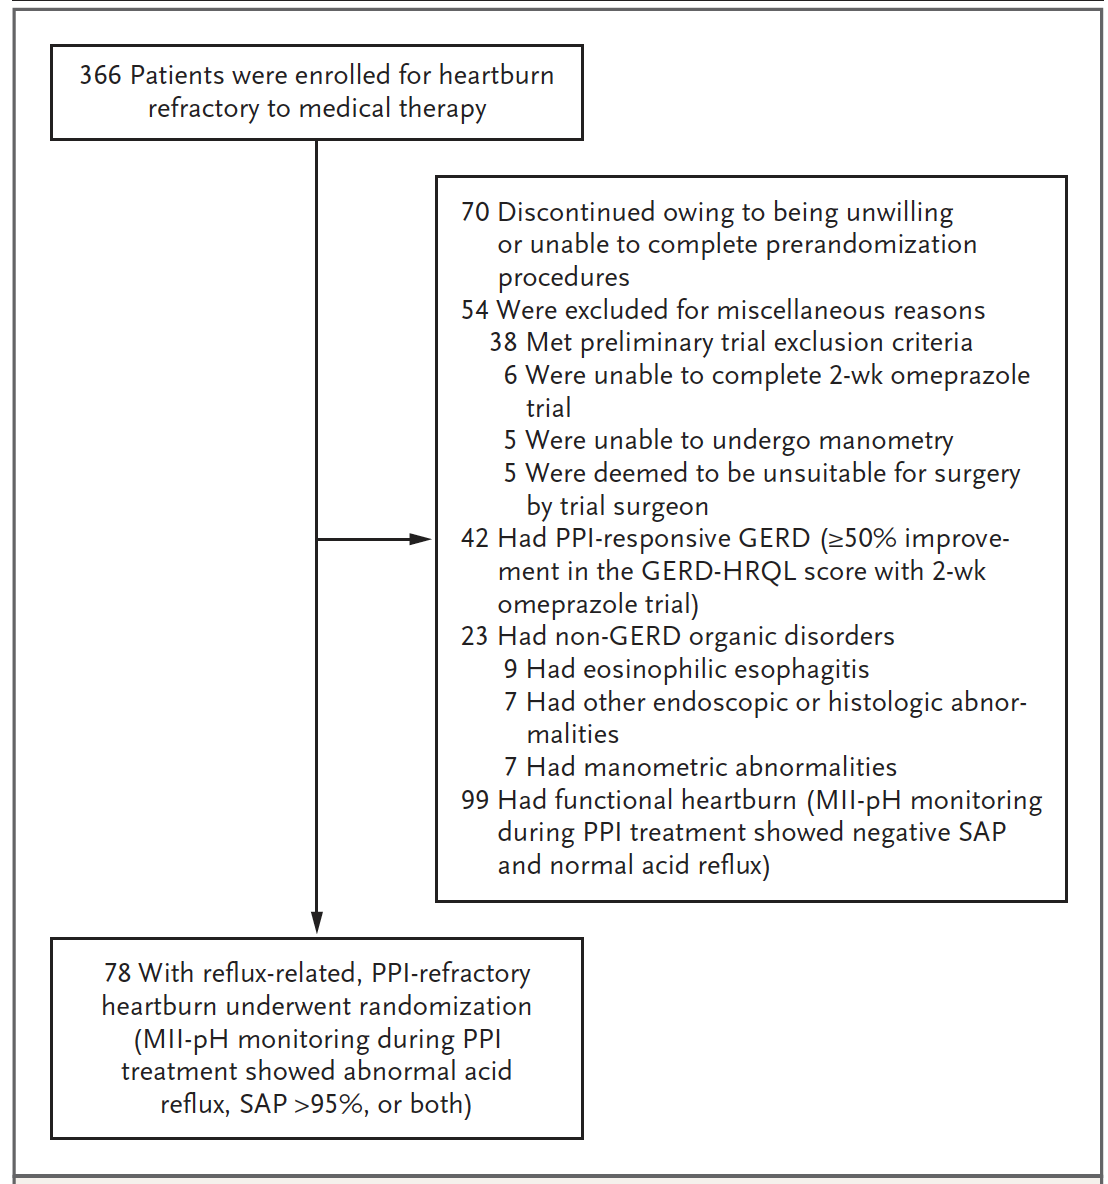 366 Patients were enrolled for heartburn
refractory to medical therapy
70 Discontinued owing to being unwilling
or unable to complete prerandomization
procedures
54 Were excluded for miscellaneous reasons
38 Met preliminary trial exclusion criteria
6 Were unable to complete 2-wk omeprazole
trial
5 Were unable to undergo manometry
5 Were deemed to be unsuitable for surgery
by trial surgeon
42 Had PPI-responsive GERD (≥50% improve-
ment in the GERD-HRQL score with 2-wk
omeprazole trial)
23 Had non-GERD organic disorders
9 Had eosinophilic esophagitis
7 Had other endoscopic or histologic abnor-
malities
7 Had manometric abnormalities
99 Had functional heartburn (MII-pH monitoring
during PPI treatment showed negative SAP
and normal acid reflux)
78 With reflux-related, PPI-refractory
heartburn underwent randomization
(MII-pH monitoring during PPI
treatment showed abnormal acid
reflux, SAP >95%, or both)